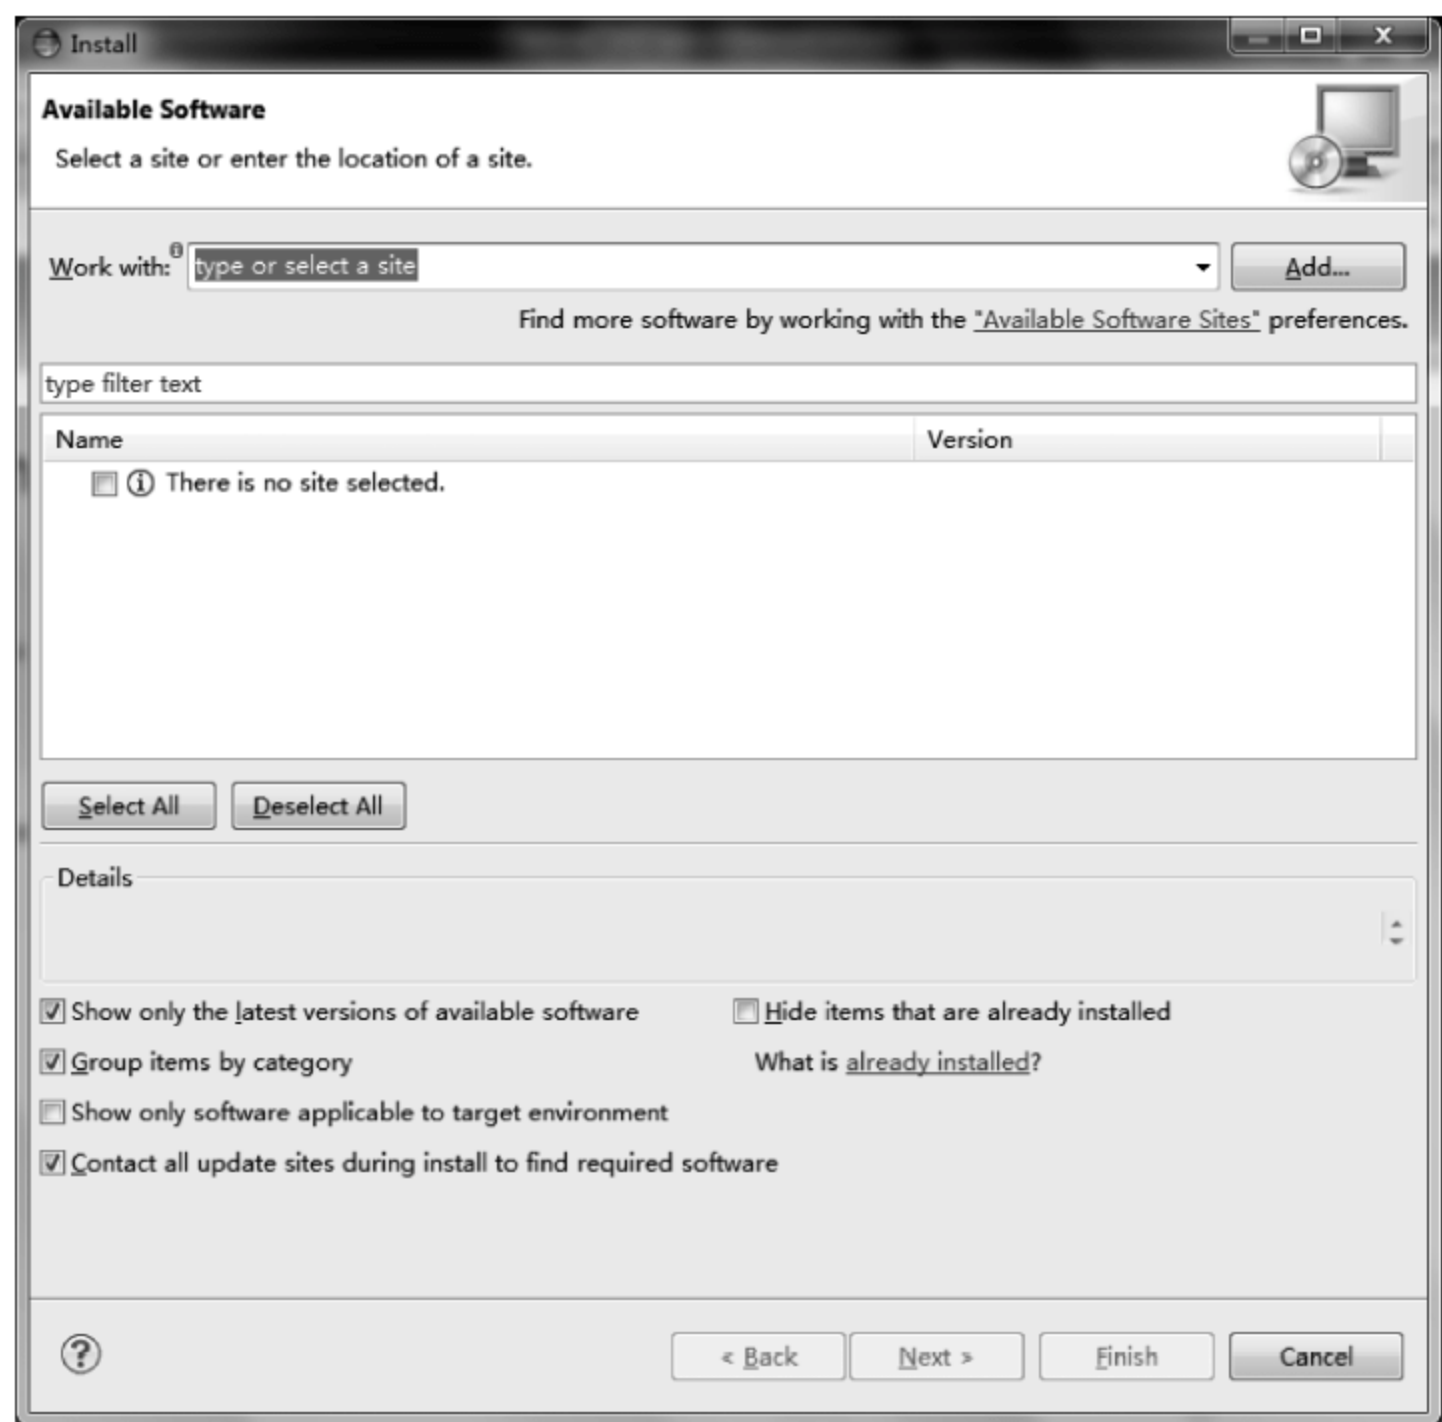 Install
Available Software
Select a site or enter the location of a site.
Work with: type or select a site Add...
Find more software by working with the "Available Software Sites" preferences.
type filter text
Name Version
There is no site selected.
Select All Deselect All
Details
Show only the latest versions of available software Hide items that are already installed
Group items by category What is already installed?
Show only software applicable to target environment
Contact all update sites during install to find required software
< Back Next > Finish Cancel